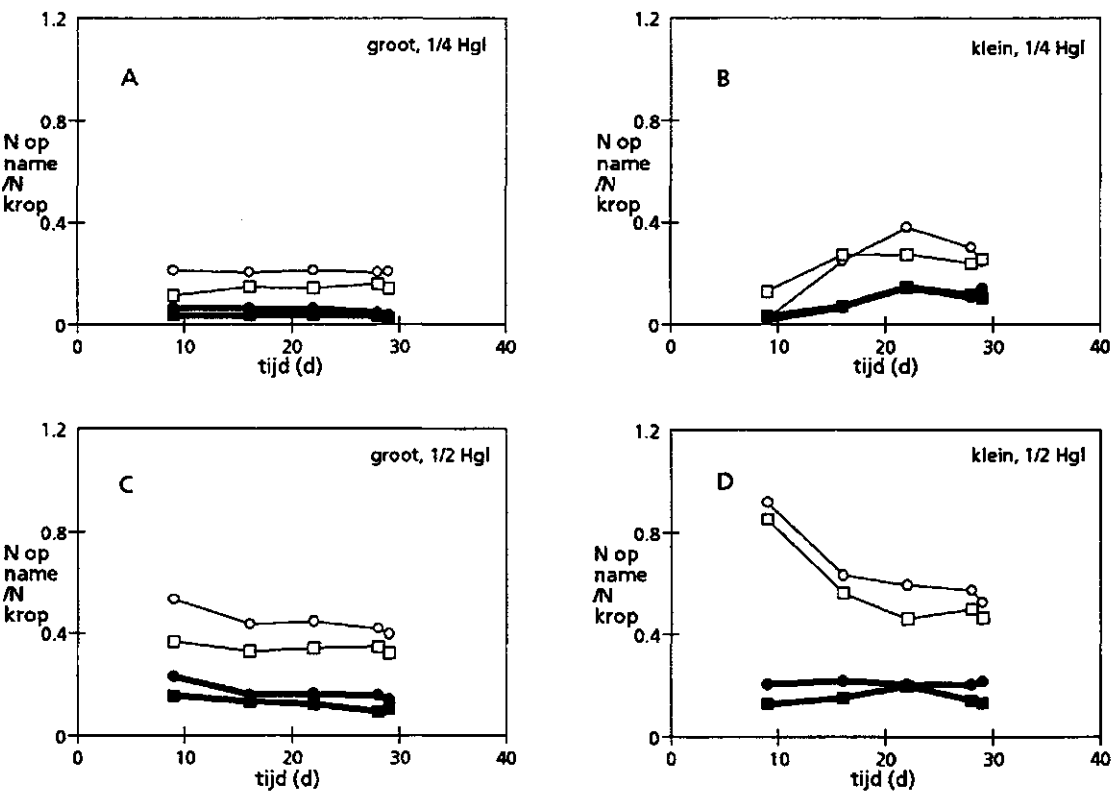 1.2
groot, 1/4 Hgl
A
0.8
N op
name
/N
krop
0.4
0
0 10 20 30 40
tijd (d)
1.2
klein, 1/4 Hgl
B
0.8
N op
name
/N
krop
0.4
0
0 10 20 30 40
tijd (d)
1.2
groot, 1/2 Hgl
C
0.8
N op
name
/N
krop
0.4
0
0 10 20 30 40
tijd (d)
1.2
klein, 1/2 Hgl
D
0.8
N op
name
/N
krop
0.4
0
0 10 20 30 40
tijd (d)